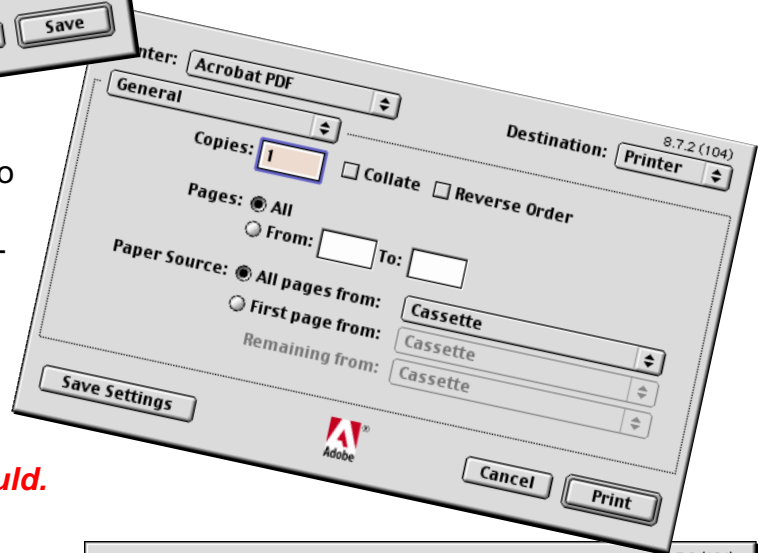 Save
nter: Acrobat PDF
8.7.2 (104)
Destination: Printer
General
Copies: 1 Collate Reverse Order
Pages: All
From: To:
Paper Source: All pages from: Cassette
First page from: Cassette
Remaining from: Cassette
Save Settings
Adobe®
Cancel Print
o
-
uld.